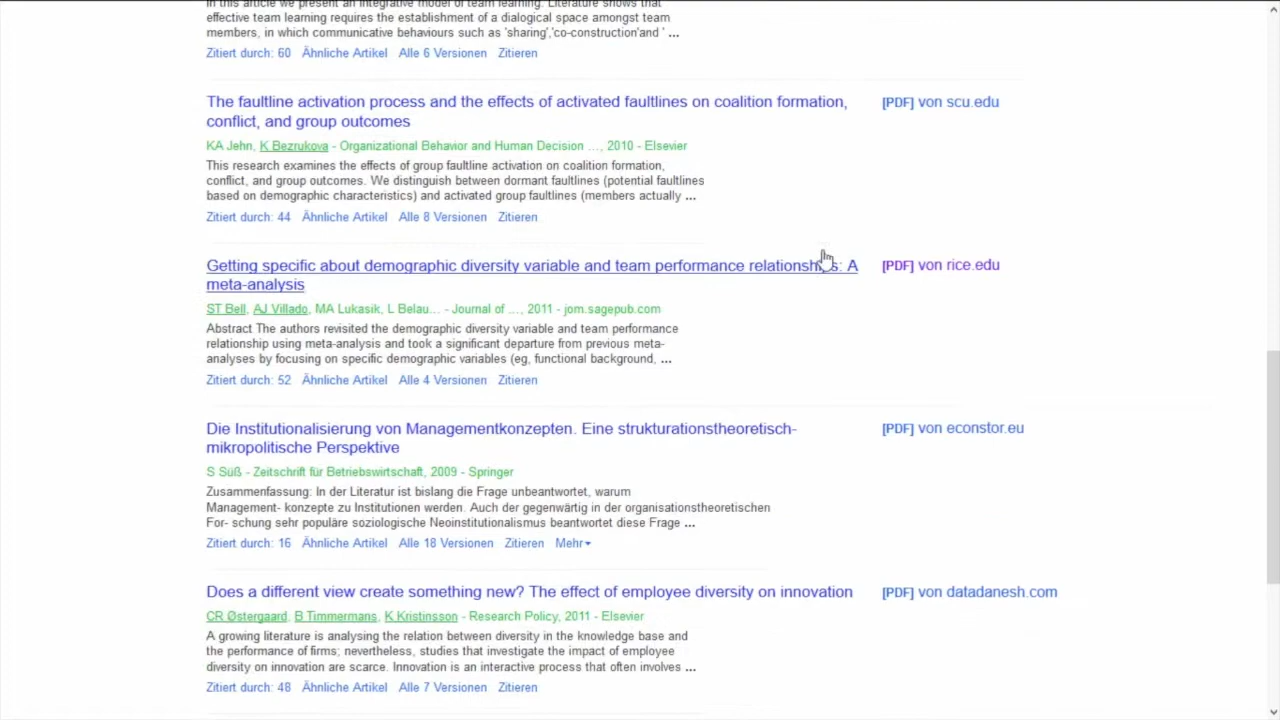 In this article we present an integrative model of team learning. Literature shows that
effective team learning requires the establishment of a dialogical space amongst team
members, in which communicative behaviours such as 'sharing','co-construction'and ' ...
Zitiert durch: 60 Ähnliche Artikel Alle 6 Versionen Zitieren
The faultline activation process and the effects of activated faultlines on coalition formation, [PDF] von scu.edu
conflict, and group outcomes
KA Jehn, K Bezrukova - Organizational Behavior and Human Decision ..., 2010 - Elsevier
This research examines the effects of group faultline activation on coalition formation,
conflict, and group outcomes. We distinguish between dormant faultlines (potential faultlines
based on demographic characteristics) and activated group faultlines (members actually ...
Zitiert durch: 44 Ähnliche Artikel Alle 8 Versionen Zitieren
Getting specific about demographic diversity variable and team performance relationships: A [PDF] von rice.edu
meta-analysis
ST Bell, AJ Villado, MA Lukasik, L Belau... - Journal of ..., 2011 - jom.sagepub.com
Abstract The authors revisited the demographic diversity variable and team performance
relationship using meta-analysis and took a significant departure from previous meta-
analyses by focusing on specific demographic variables (eg, functional background, ...
Zitiert durch: 52 Ähnliche Artikel Alle 4 Versionen Zitieren
Die Institutionalisierung von Managementkonzepten. Eine strukturationstheoretisch- [PDF] von econstor.eu
mikropolitische Perspektive
S Süß - Zeitschrift für Betriebswirtschaft, 2009 - Springer
Zusammenfassung: In der Literatur ist bislang die Frage unbeantwortet, warum
Management- konzepte zu Institutionen werden. Auch der gegenwärtig in der organisationstheoretischen
For- schung sehr populäre soziologische Neoinstitutionalismus beantwortet diese Frage ...
Zitiert durch: 16 Ähnliche Artikel Alle 18 Versionen Zitieren Mehr
Does a different view create something new? The effect of employee diversity on innovation [PDF] von datadanesh.com
CR Østergaard, B Timmermans, K Kristinsson - Research Policy, 2011 - Elsevier
A growing literature is analysing the relation between diversity in the knowledge base and
the performance of firms; nevertheless, studies that investigate the impact of employee
diversity on innovation are scarce. Innovation is an interactive process that often involves ...
Zitiert durch: 48 Ähnliche Artikel Alle 7 Versionen Zitieren